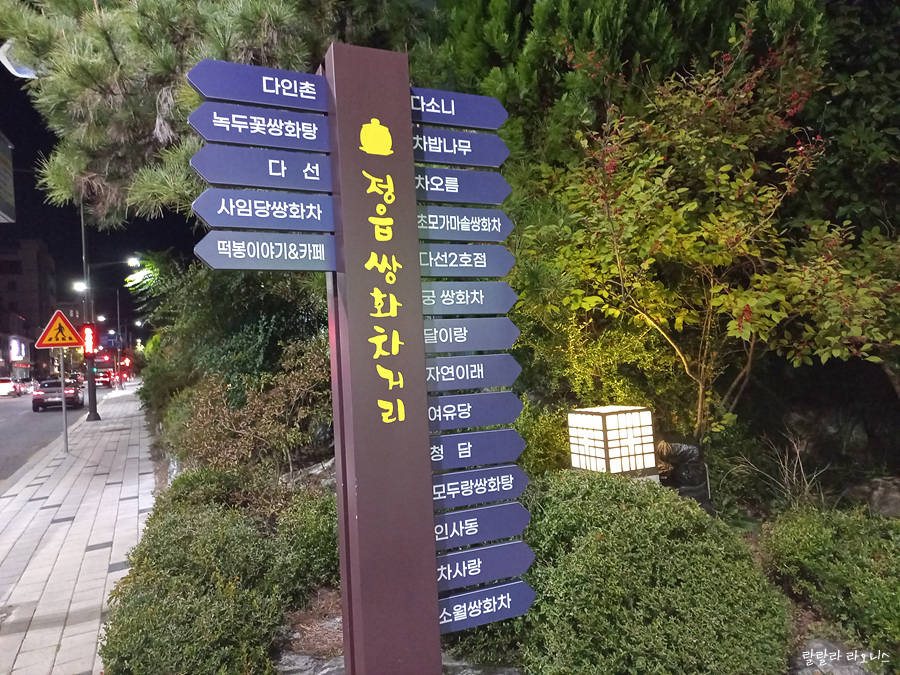 다인촌
녹두꽃쌍화탕
다 선
사임당쌍화차
떡봉이야기&카페
정읍쌍화차거리
다소니
차밥나무
차오름
초모가마솥쌍화차
다선2호점
궁 쌍화차
달이랑
자연이래
여유당
청 담
모두랑쌍화탕
인사동
차사랑
소월쌍화차
랄랄라 라오니스